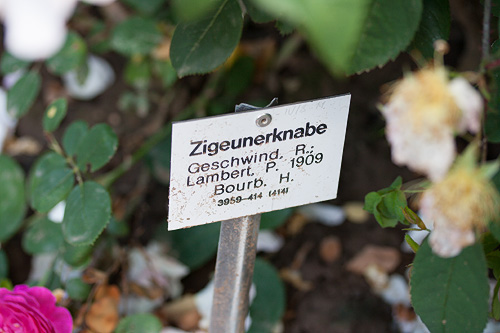 Zigeunerknabe
Geschwind, R.;
Lambert, P. 1909
Bourb. H.
3959-414 (414)